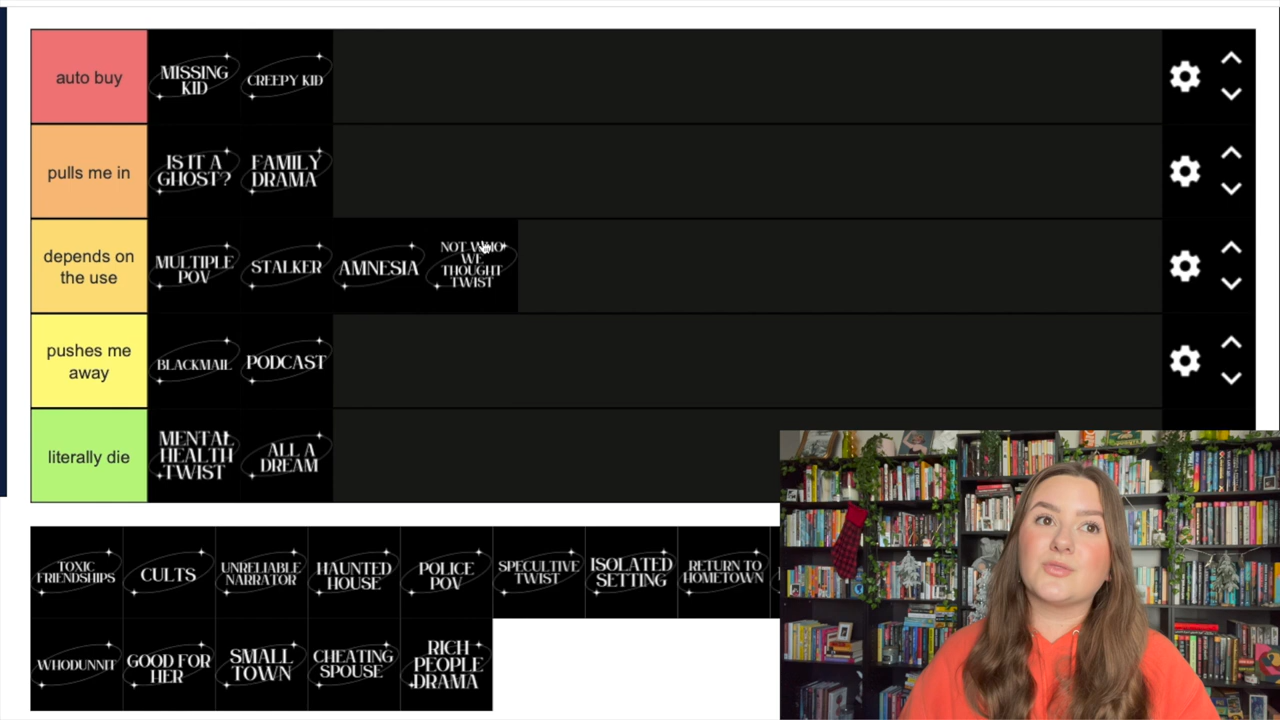 auto buy
MISSING
KID
CREEPY KID
pulls me in
IS IT A
GHOST?
FAMILY
DRAMA
depends on
the use
MULTIPLE
POV
STALKER
AMNESIA
NOT WHO
WE
THOUGHT
TWIST
pushes me
away
BLACKMAIL
PODCAST
literally die
MENTAL
HEALTH
TWIST
ALL A
DREAM
TOXIC
FRIENDSHIPS
CULTS
UNRELIABLE
NARRATOR
HAUNTED
HOUSE
POLICE
POV
SPECULTIVE
TWIST
ISOLATED
SETTING
RETURN TO
HOMETOWN
WHODUNNIT
GOOD FOR
HER
SMALL
TOWN
CHEATING
SPOUSE
RICH
PEOPLE
DRAMA